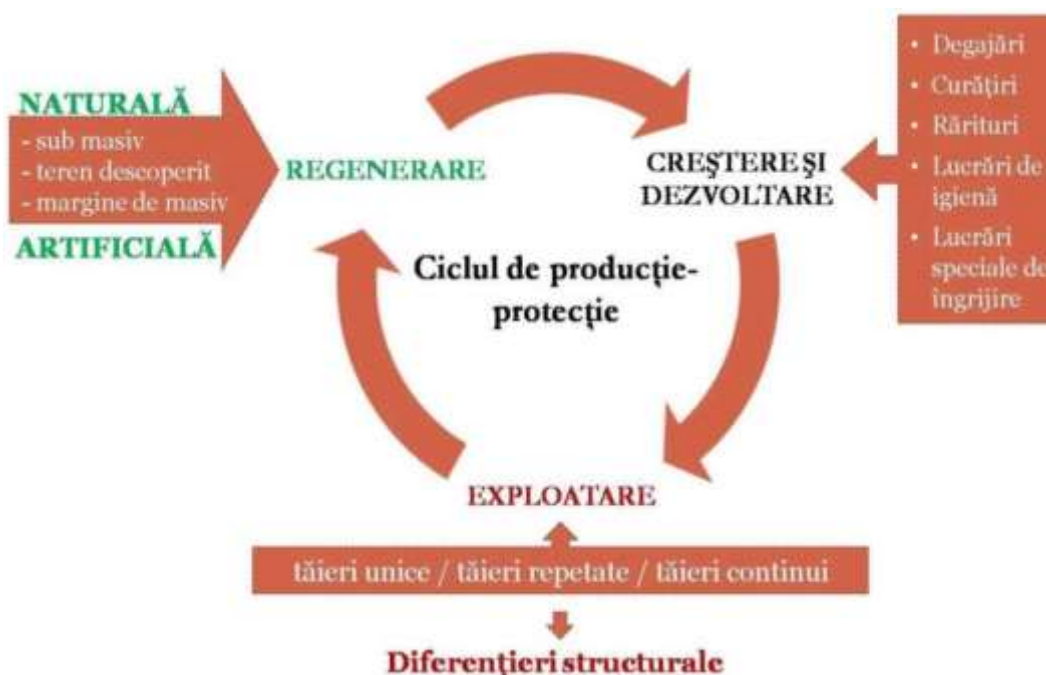 NATURALĂ
- sub masiv
- teren descoperit
- margine de masiv
ARTIFICIALĂ
REGENERARE
CREŞTERE ŞI
DEZVOLTARE
• Degajări
• Curăţiri
• Rărituri
• Lucrări de
igienă
• Lucrări
speciale de
îngrijire
Ciclul de producţie-
protecţie
EXPLOATARE
tăieri unice / tăieri repetate / tăieri continui
Diferenţieri structurale